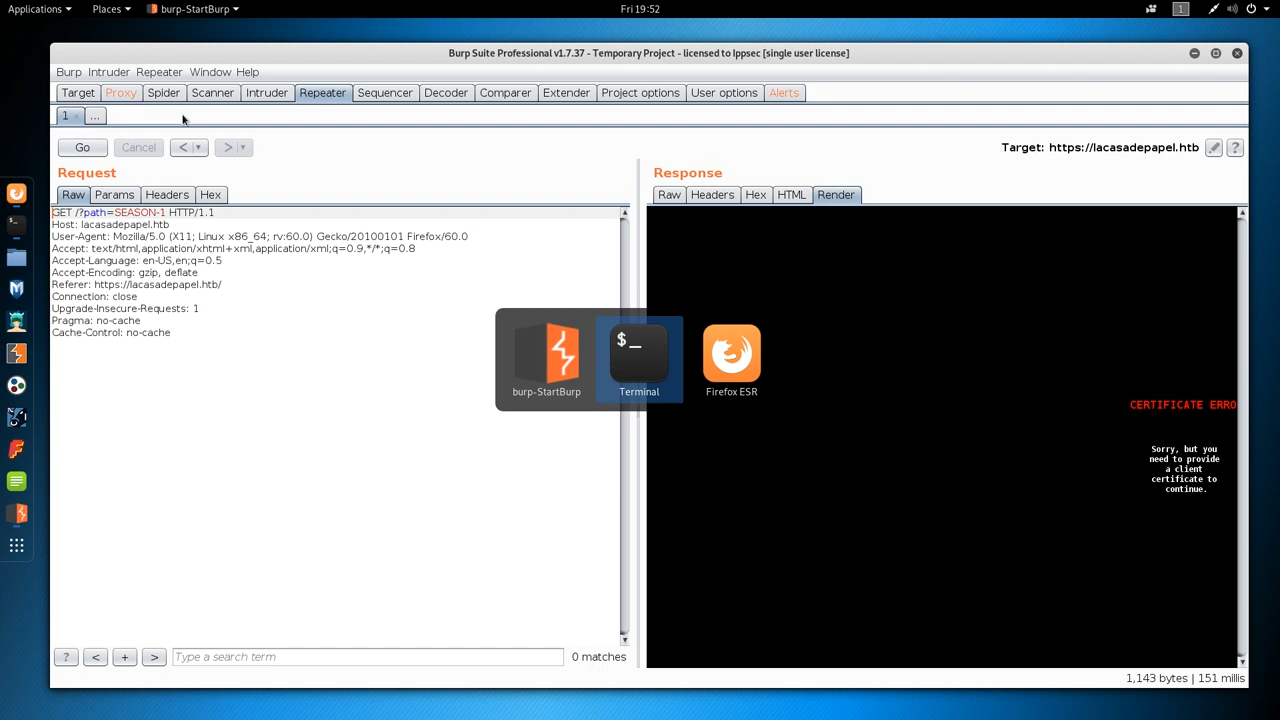 Applications Places burp-StartBurp Fri 19:52 1
Burp Suite Professional v1.7.37 - Temporary Project - licensed to Ippsec [single user license]
Burp Intruder Repeater Window Help
Target Proxy Spider Scanner Intruder Repeater Sequencer Decoder Comparer Extender Project options User options Alerts
1 × ...
Go Cancel < > Target: https://lacasadepapel.htb ?
Request
Raw Params Headers Hex
GET /?path=SEASON-1 HTTP/1.1
Host: lacasadepapel.htb
User-Agent: Mozilla/5.0 (X11; Linux x86_64; rv:60.0) Gecko/20100101 Firefox/60.0
Accept: text/html,application/xhtml+xml,application/xml;q=0.9,*/*;q=0.8
Accept-Language: en-US,en;q=0.5
Accept-Encoding: gzip, deflate
Referer: https://lacasadepapel.htb/
Connection: close
Upgrade-Insecure-Requests: 1
Pragma: no-cache
Cache-Control: no-cache
? < + > Type a search term 0 matches
Response
Raw Headers Hex HTML Render
CERTIFICATE ERRO
Sorry, but you
need to provide
a client
certificate to
continue.
$_
burp-StartBurp Terminal Firefox ESR
1,143 bytes | 151 millis